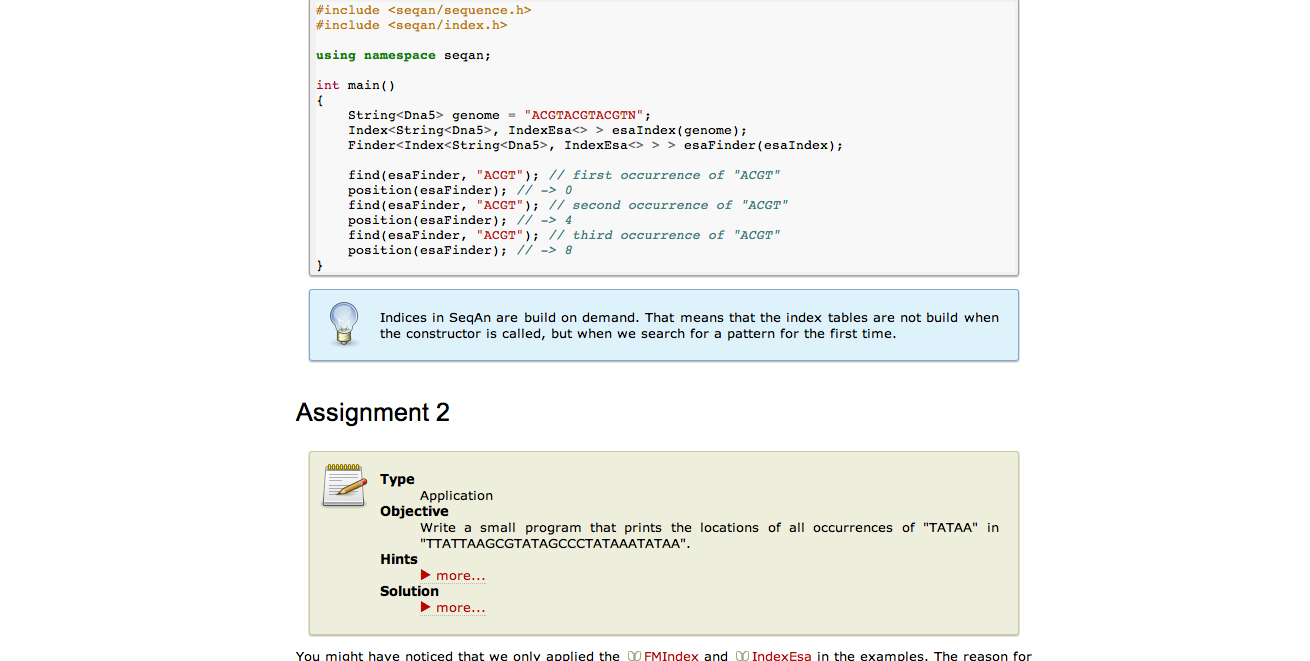 #include <seqan/sequence.h>
#include <seqan/index.h>
using namespace seqan;
int main()
{
String<Dna5> genome = "ACGTACGTACGTN";
Index<String<Dna5>, IndexEsa<> > esaIndex(genome);
Finder<Index<String<Dna5>, IndexEsa<> > > esaFinder(esaIndex);
find(esaFinder, "ACGT"); // first occurrence of "ACGT"
position(esaFinder); // -> 0
find(esaFinder, "ACGT"); // second occurrence of "ACGT"
position(esaFinder); // -> 4
find(esaFinder, "ACGT"); // third occurrence of "ACGT"
position(esaFinder); // -> 8
}
Indices in SeqAn are build on demand. That means that the index tables are not build when
the constructor is called, but when we search for a pattern for the first time.
Assignment 2
Type
Application
Objective
Write a small program that prints the locations of all occurrences of "TATAA" in
"TTATTAAGCGTATAGCCCTATAAATATAA".
Hints
more...
Solution
more...
You might have noticed that we only applied the FMIndex and IndexEsa in the examples. The reason for